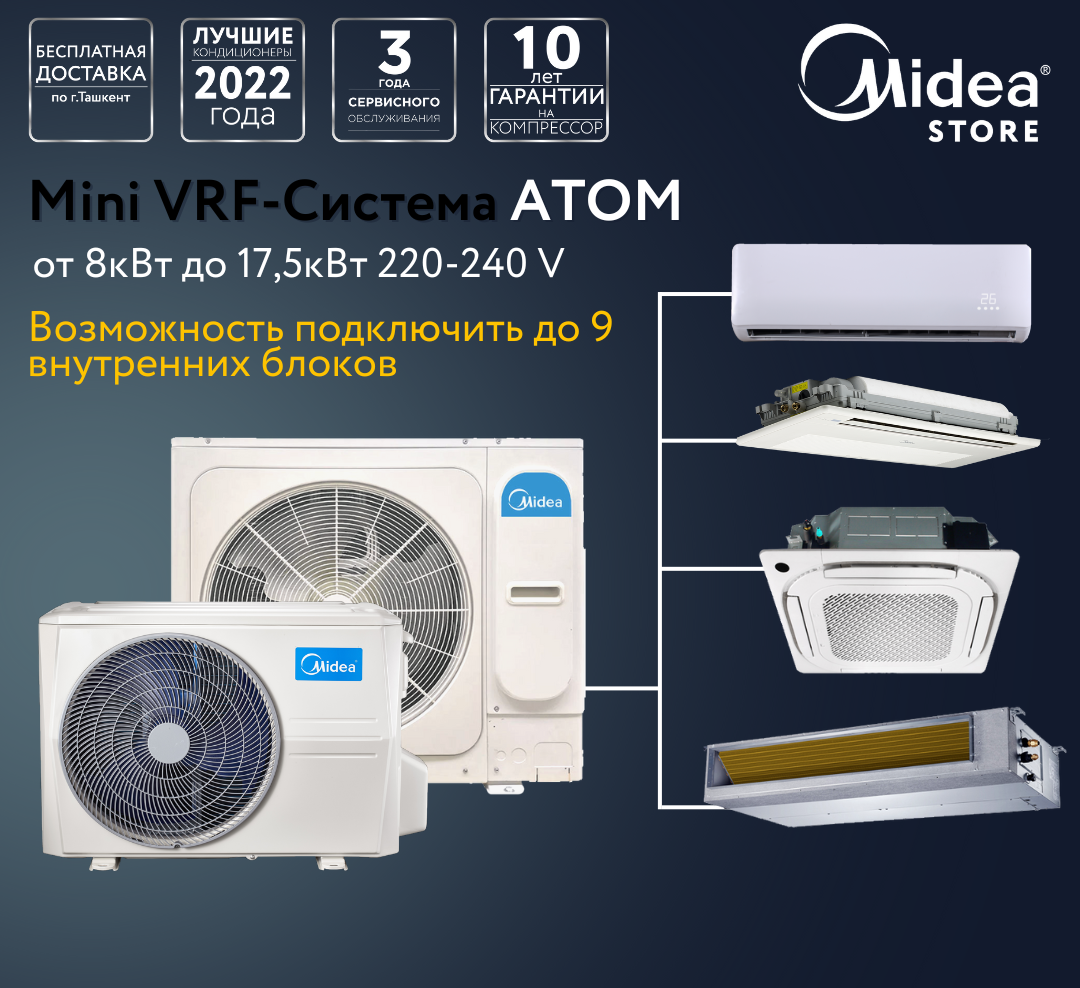 БЕСПЛАТНАЯ
ДОСТАВКА
по г.Ташкент
ЛУЧШИЕ
КОНДИЦИОНЕРЫ
2022
года
3
ГОДА
СЕРВИСНОГО
ОБСЛУЖИВАНИЯ
10
лет
ГАРАНТИИ
НА
КОМПРЕССОР
Midea®
STORE
Mini VRF-Система ATOM
от 8кВт до 17,5кВт 220-240 V
Возможность подключить до 9
внутренних блоков
26
Midea
Midea